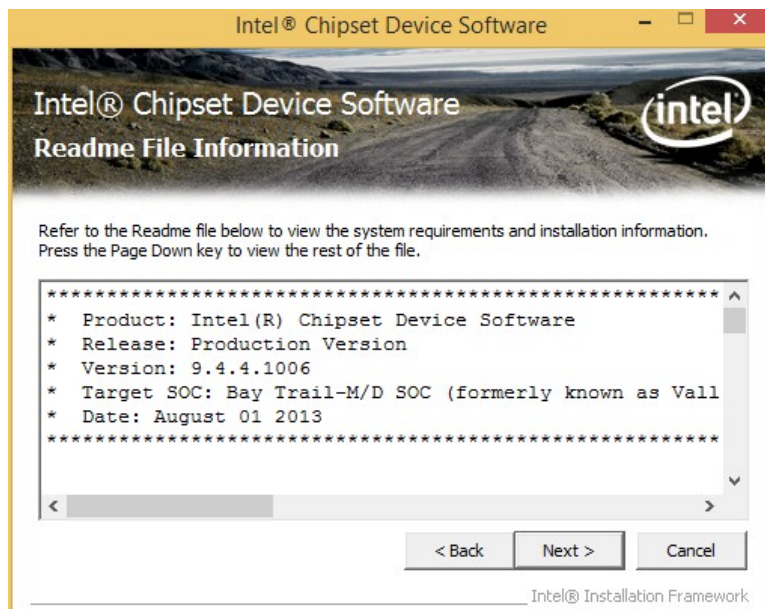 Intel® Chipset Device Software
Intel® Chipset Device Software
intel
Readme File Information
Refer to the Readme file below to view the system requirements and installation information.
Press the Page Down key to view the rest of the file.
********************************************************
* Product: Intel(R) Chipset Device Software
* Release: Production Version
* Version: 9.4.4.1006
* Target SOC: Bay Trail-M/D SOC (formerly known as Vall
* Date: August 01 2013
********************************************************
< Back Next > Cancel
Intel® Installation Framework